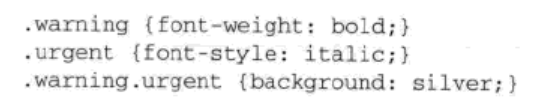 .warning {font-weight: bold;}
.urgent {font-style: italic;}
.warning.urgent {background: silver;}